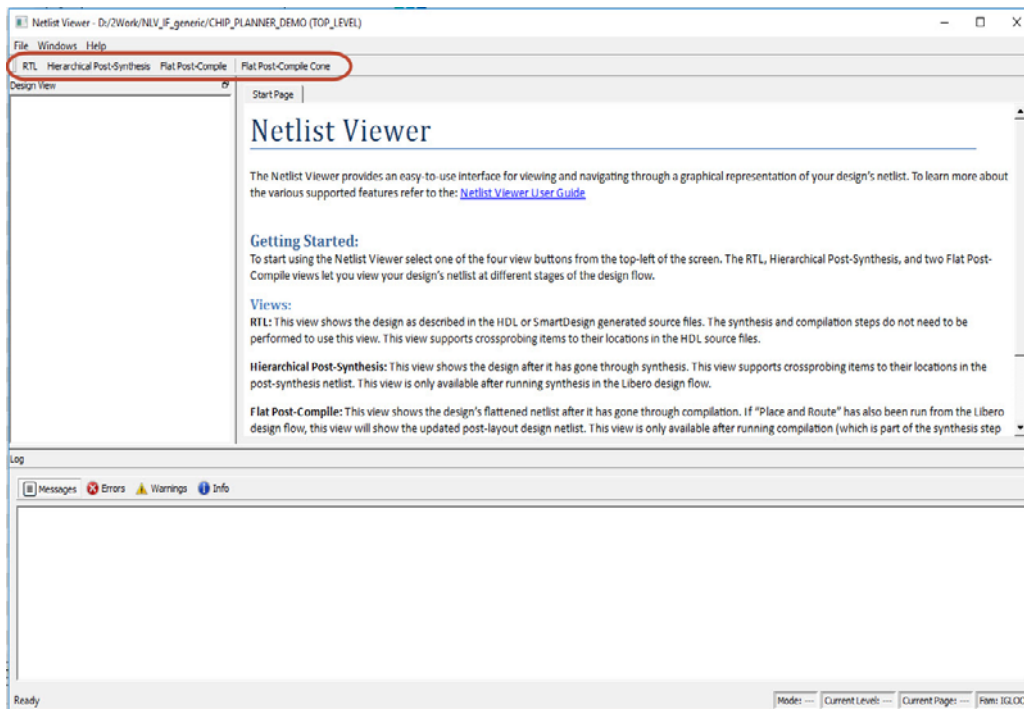 Netlist Viewer - D:/2Work/NLV_IF_generic/CHIP_PLANNER_DEMO (TOP_LEVEL)
File Windows Help
RTL Hierarchical Post-Synthesis Flat Post-Compile Flat Post-Compile Cone
Design View
Start Page
Netlist Viewer
The Netlist Viewer provides an easy-to-use interface for viewing and navigating through a graphical representation of your design's netlist. To learn more about
the various supported features refer to the: Netlist Viewer User Guide
Getting Started:
To start using the Netlist Viewer select one of the four view buttons from the top-left of the screen. The RTL, Hierarchical Post-Synthesis, and two Flat Post-
Compile views let you view your design's netlist at different stages of the design flow.
Views:
RTL: This view shows the design as described in the HDL or SmartDesign generated source files. The synthesis and compilation steps do not need to be
performed to use this view. This view supports crossprobing items to their locations in the HDL source files.
Hierarchical Post-Synthesis: This view shows the design after it has gone through synthesis. This view supports crossprobing items to their locations in the
post-synthesis netlist. This view is only available after running synthesis in the Libero design flow.
Flat Post-Compile: This view shows the design's flattened netlist after it has gone through compilation. If "Place and Route" has also been run from the Libero
design flow, this view will show the updated post-layout design netlist. This view is only available after running compilation (which is part of the synthesis step
Log
Messages Errors Warnings Info
Ready
Mode: --- Current Level: --- Current Page: --- Fam: IGLOO